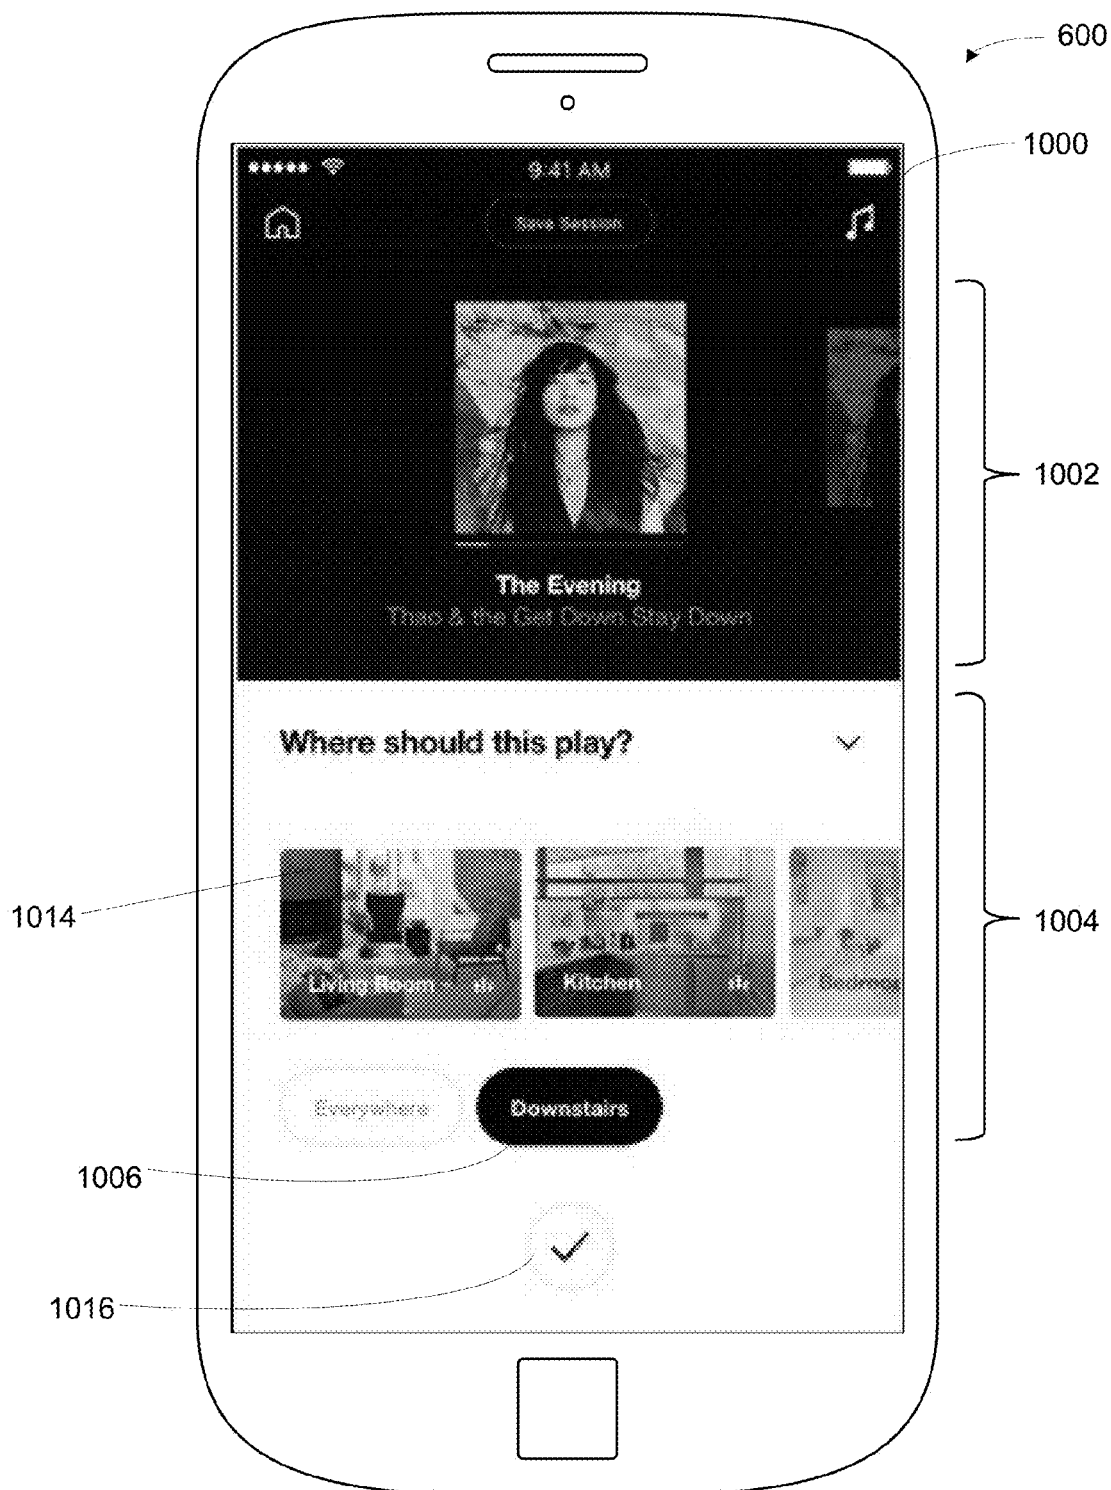 600
1000
9:41 AM
Save Session
1002
The Evening
Thao & the Get Down Stay Down
Where should this play?
1014
1004
Living Room
Kitchen
Everywhere
Downstairs
1006
1016